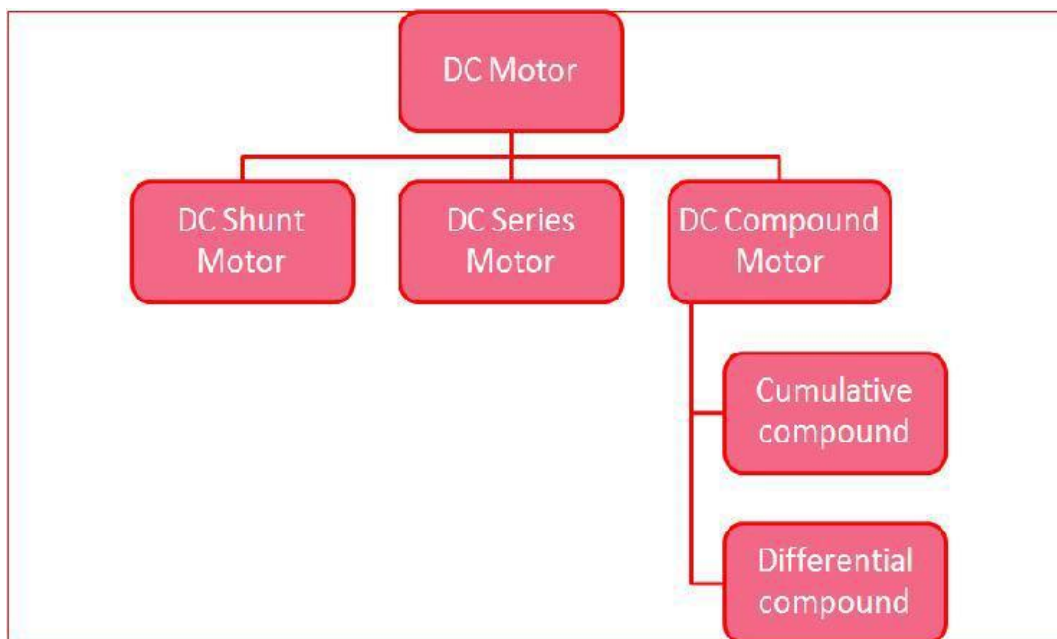 DC Motor
DC Shunt
Motor
DC Series
Motor
DC Compound
Motor
Cumulative
compound
Differential
compound